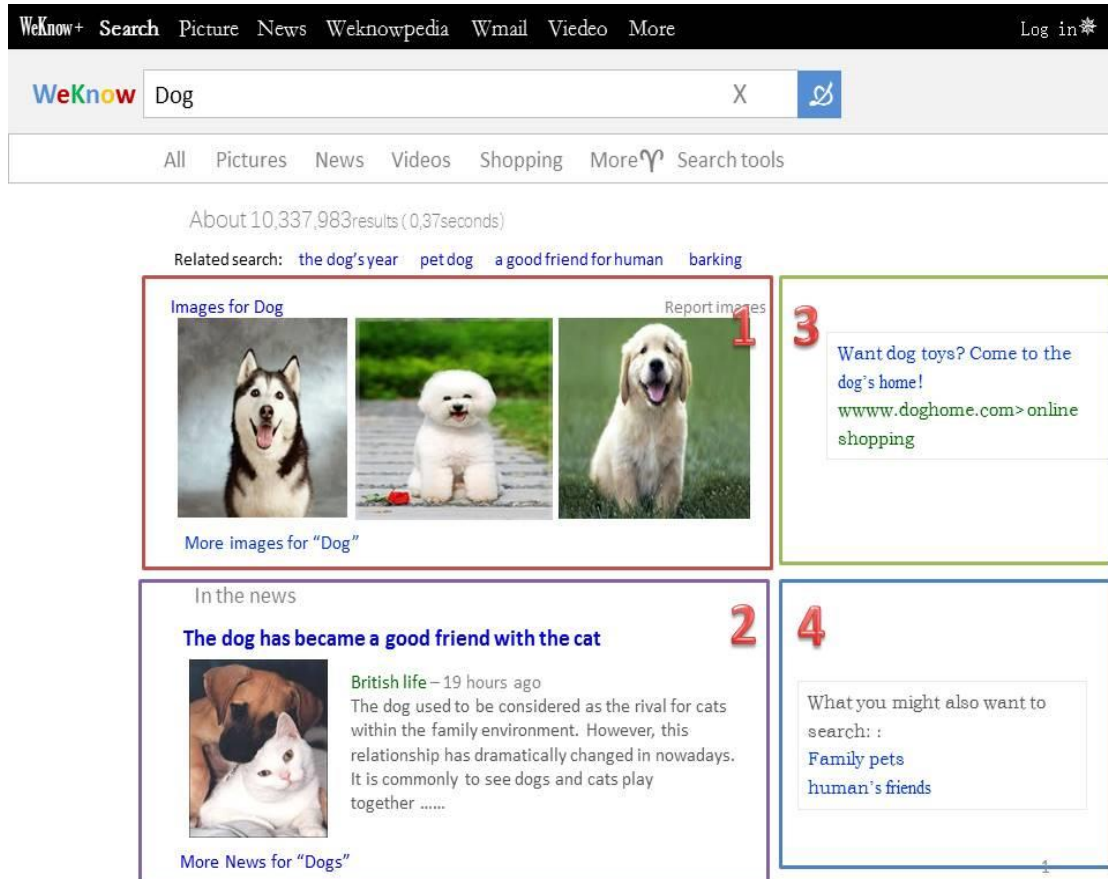 WeKnow+ Search Picture News Weknowpedia Wmail Viedeo More Log in
WeKnow Dog X
All Pictures News Videos Shopping More Search tools
About 10,337,983results ( 0,37seconds)
Related search: the dog's year pet dog a good friend for human barking
Images for Dog Report images
1
More images for “Dog”
3
Want dog toys? Come to the
dog's home!
wwww.doghome.com> online
shopping
In the news
2
The dog has became a good friend with the cat
British life – 19 hours ago
The dog used to be considered as the rival for cats
within the family environment. However, this
relationship has dramatically changed in nowadays.
It is commonly to see dogs and cats play
together ......
More News for “Dogs”
4
What you might also want to
search: :
Family pets
human's friends
1